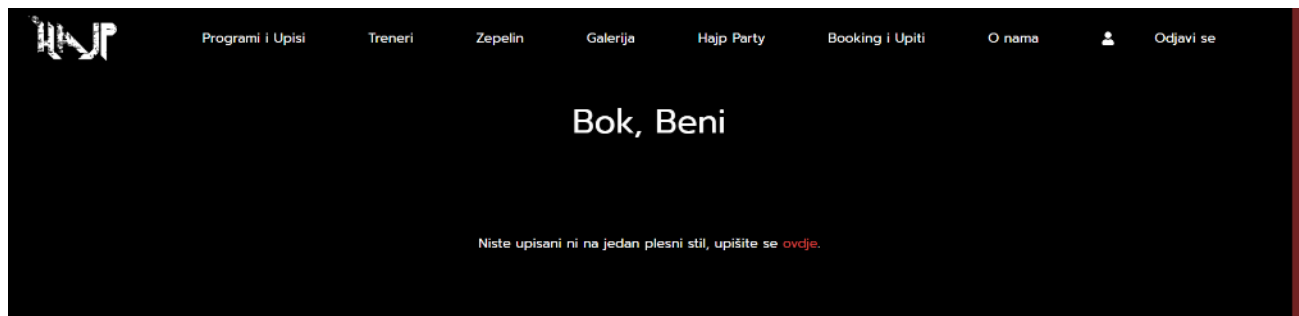 HAJP
Programi i Upisi Treneri Zepelin Galerija Hajp Party Booking i Upiti O nama Odjavi se
Bok, Beni
Niste upisani ni na jedan plesni stil, upišite se ovdje.